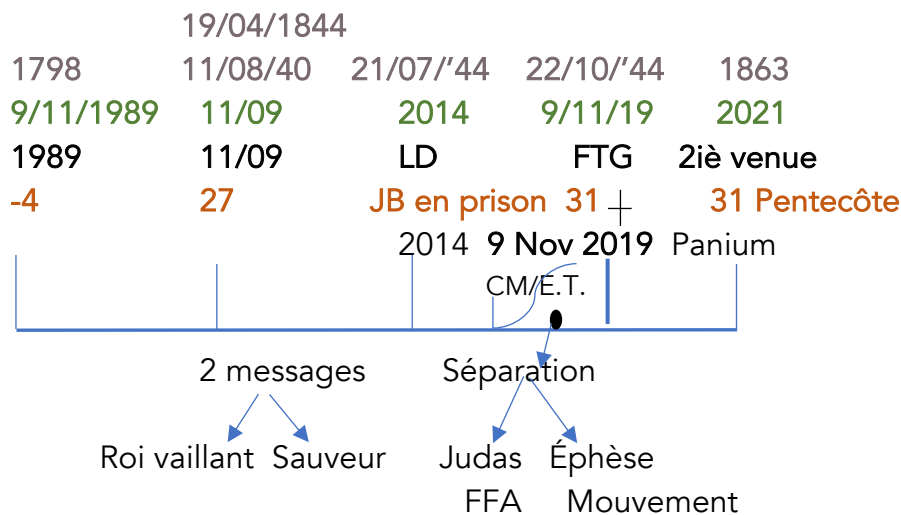 19/04/1844
1798 11/08/40 21/07/’44 22/10/’44 1863
9/11/1989 11/09 2014 9/11/19 2021
1989 11/09 LD FTG 2iè venue
-4 27 JB en prison 31 31 Pentecôte
2014 9 Nov 2019 Panium
CM/E.T.
2 messages Séparation
Roi vaillant Sauveur Judas Éphèse
FFA Mouvement